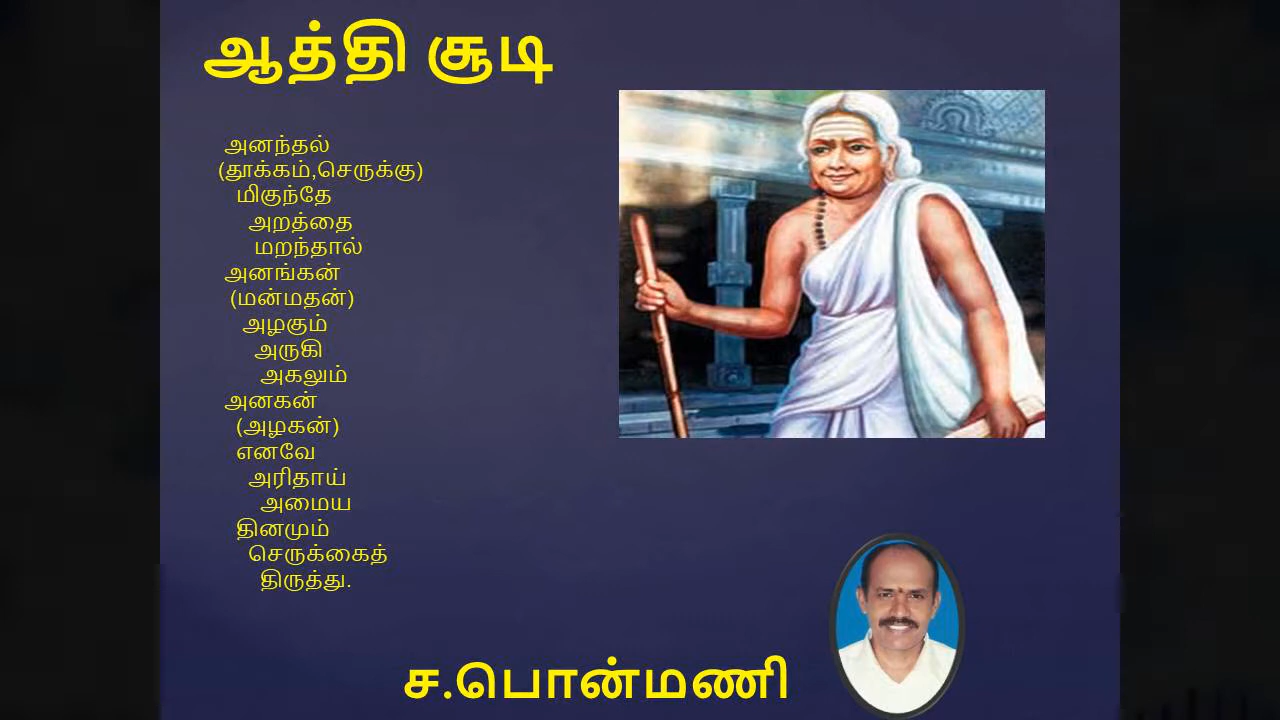 ஆத்தி சூடி
அனந்தல்
(தூக்கம்,செருக்கு)
மிகுந்தே
அறத்தை
மறந்தால்
அனங்கன்
(மன்மதன்)
அழகும்
அருகி
அகலும்
அனகன்
(அழகன்)
எனவே
அரிதாய்
அமைய
தினமும்
செருக்கைத்
திருத்து.
ச.பொன்மணி